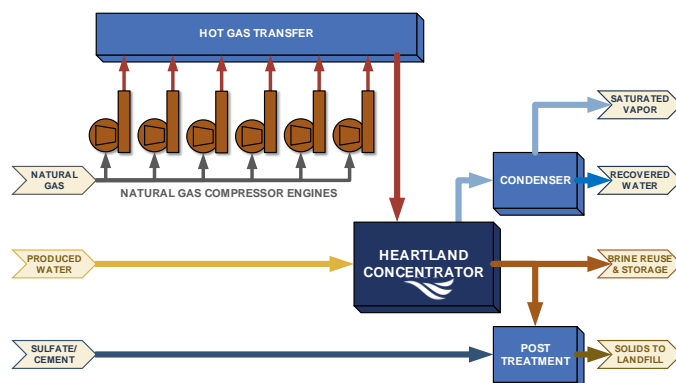 HOT GAS TRANSFER
SATURATED
VAPOR
NATURAL
GAS
NATURAL GAS COMPRESSOR ENGINES
CONDENSER
RECOVERED
WATER
PRODUCED
WATER
HEARTLAND
CONCENTRATOR
BRINE REUSE
& STORAGE
SULFATE/
CEMENT
POST
TREATMENT
SOLIDS TO
LANDFILL